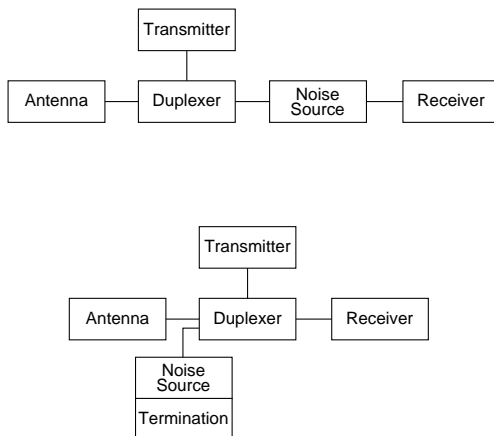 Transmitter
Antenna
Duplexer
Noise
Source
Receiver
Transmitter
Antenna
Duplexer
Receiver
Noise
Source
Termination